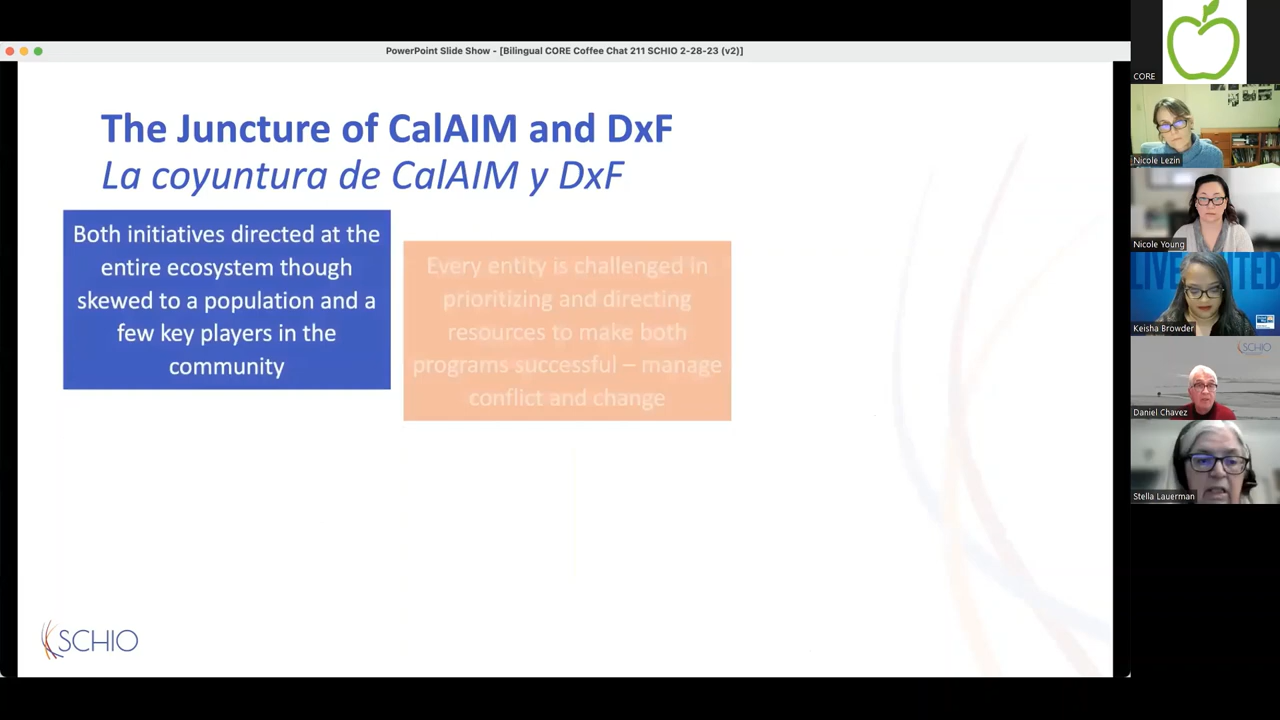 PowerPoint Slide Show - [Bilingual CORE Coffee Chat 211 SCHIO 2-28-23 (v2)]
The Juncture of CalAIM and DxF
La coyuntura de CalAIM y DxF
Both initiatives directed at the
entire ecosystem though
skewed to a population and a
few key players in the
community
Every entity is challenged in
prioritizing and directing
resources to make both
programs successful – manage
conflict and change
SCHIO
CORE
Nicole Lezin
Nicole Young
LIVE UNITED
Keisha Browder
SCHIO
Daniel Chavez
Stella Lauerman